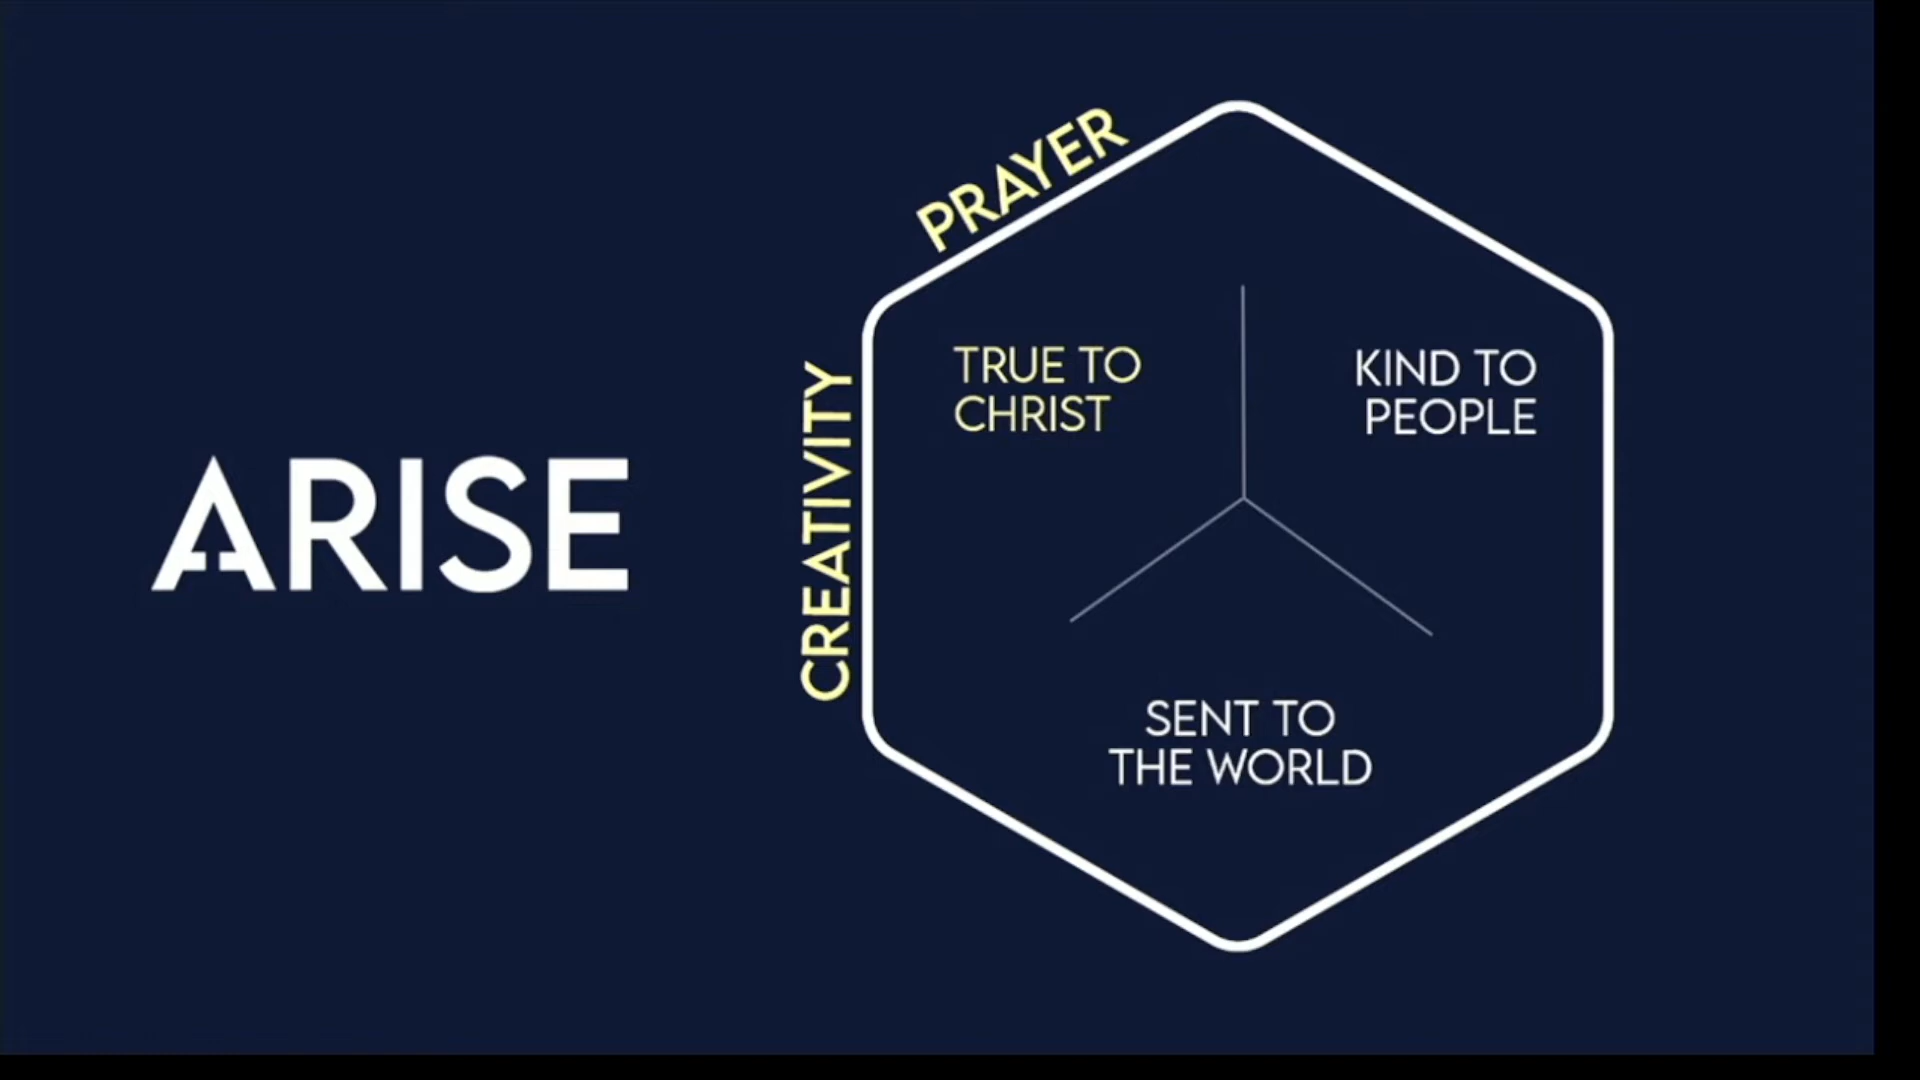 ARISE
PRAYER
CREATIVITY
TRUE TO
CHRIST
KIND TO
PEOPLE
SENT TO
THE WORLD